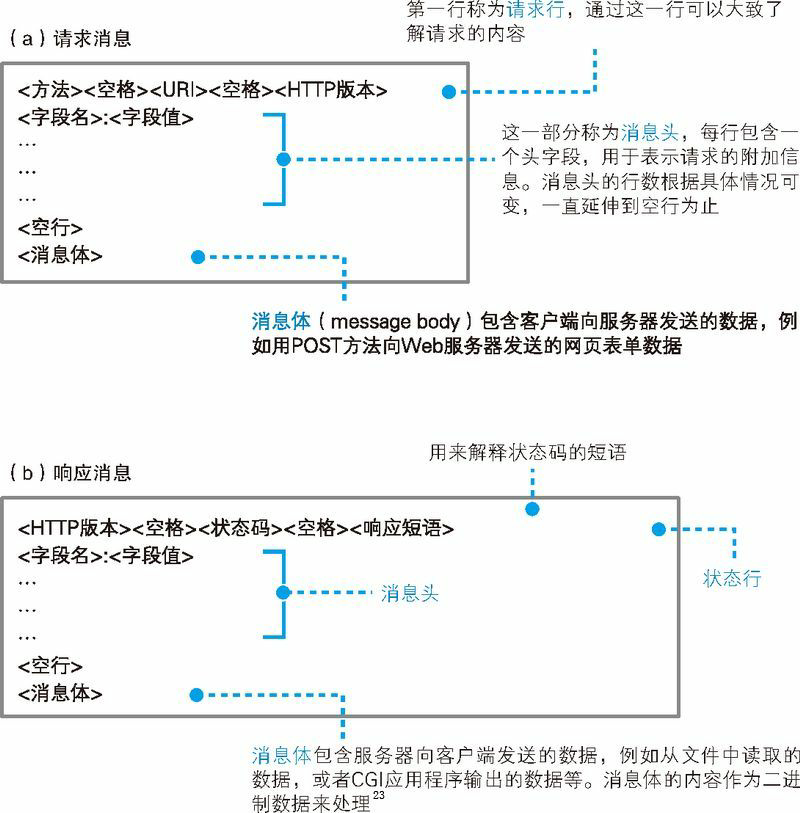 第一行称为请求行，通过这一行可以大致了
解请求的内容
（a）请求消息
<方法><空格><URI><空格><HTTP版本>
<字段名>:<字段值>
…
…
…
<空行>
<消息体>
这一部分称为消息头，每行包含一
个头字段，用于表示请求的附加信
息。消息头的行数根据具体情况可
变，一直延伸到空行为止
消息体（message body）包含客户端向服务器发送的数据，例
如用POST方法向Web服务器发送的网页表单数据
用来解释状态码的短语
（b）响应消息
<HTTP版本><空格><状态码><空格><响应短语>
<字段名>:<字段值>
…
…
…
<空行>
<消息体>
消息头
状态行
消息体包含服务器向客户端发送的数据，例如从文件中读取的
数据，或者CGI应用程序输出的数据等。消息体的内容作为二进
制数据来处理23